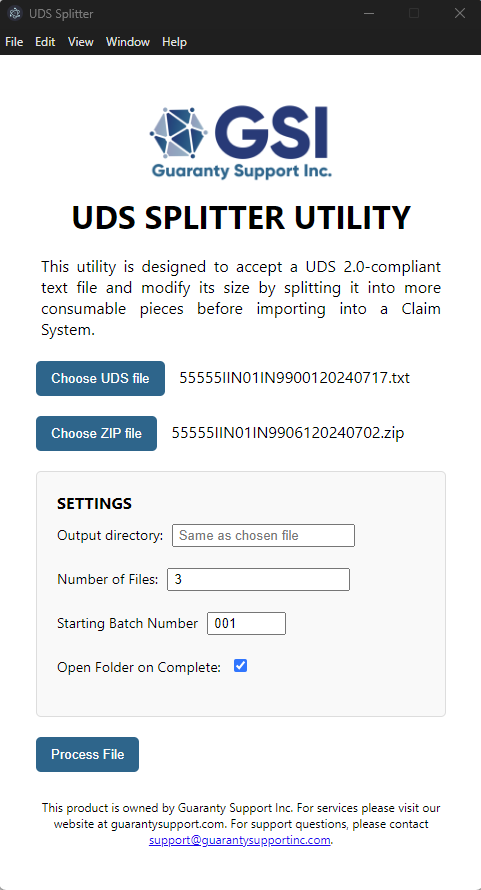 UDS Splitter
File Edit View Window Help
GSI
Guaranty Support Inc.
UDS SPLITTER UTILITY
This utility is designed to accept a UDS 2.0-compliant
text file and modify its size by splitting it into more
consumable pieces before importing into a Claim
System.
Choose UDS file 55555IIN01IN9900120240717.txt
Choose ZIP file 55555IIN01IN9906120240702.zip
SETTINGS
Output directory: Same as chosen file
Number of Files: 3
Starting Batch Number 001
Open Folder on Complete:
Process File
This product is owned by Guaranty Support Inc. For services please visit our
website at guarantysupport.com. For support questions, please contact
support@guarantysupportinc.com.